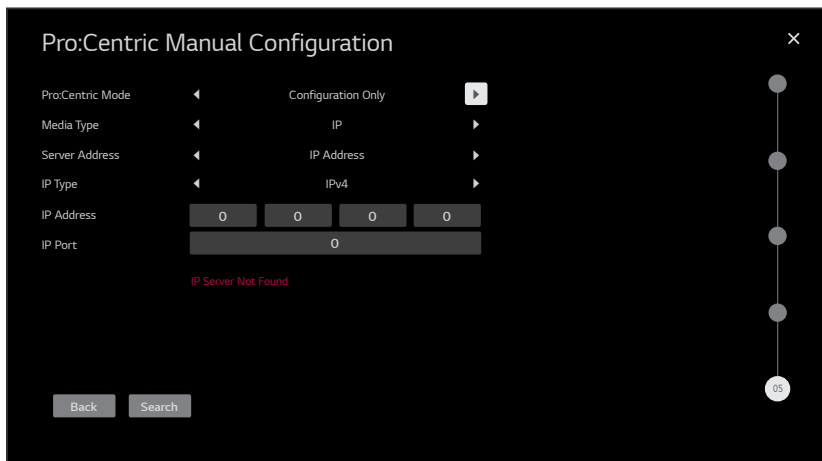 Pro:Centric Manual Configuration
Pro:Centric Mode Configuration Only
Media Type IP
Server Address IP Address
IP Type IPv4
IP Address 0 0 0 0
IP Port 0
IP Server Not Found
05
Back Search